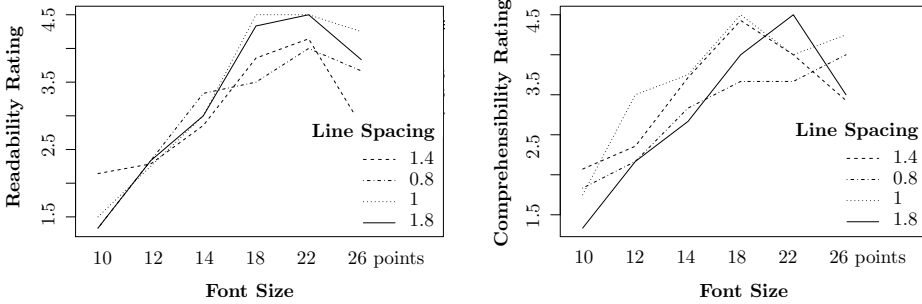 Readability Rating
4.5
3.5
2.5
1.5
Line Spacing
1.4
0.8
1
1.8
10 12 14 18 22 26 points
Font Size
Comprehensibility Rating
4.5
3.5
2.5
1.5
Line Spacing
1.4
0.8
1
1.8
10 12 14 18 22 26 points
Font Size